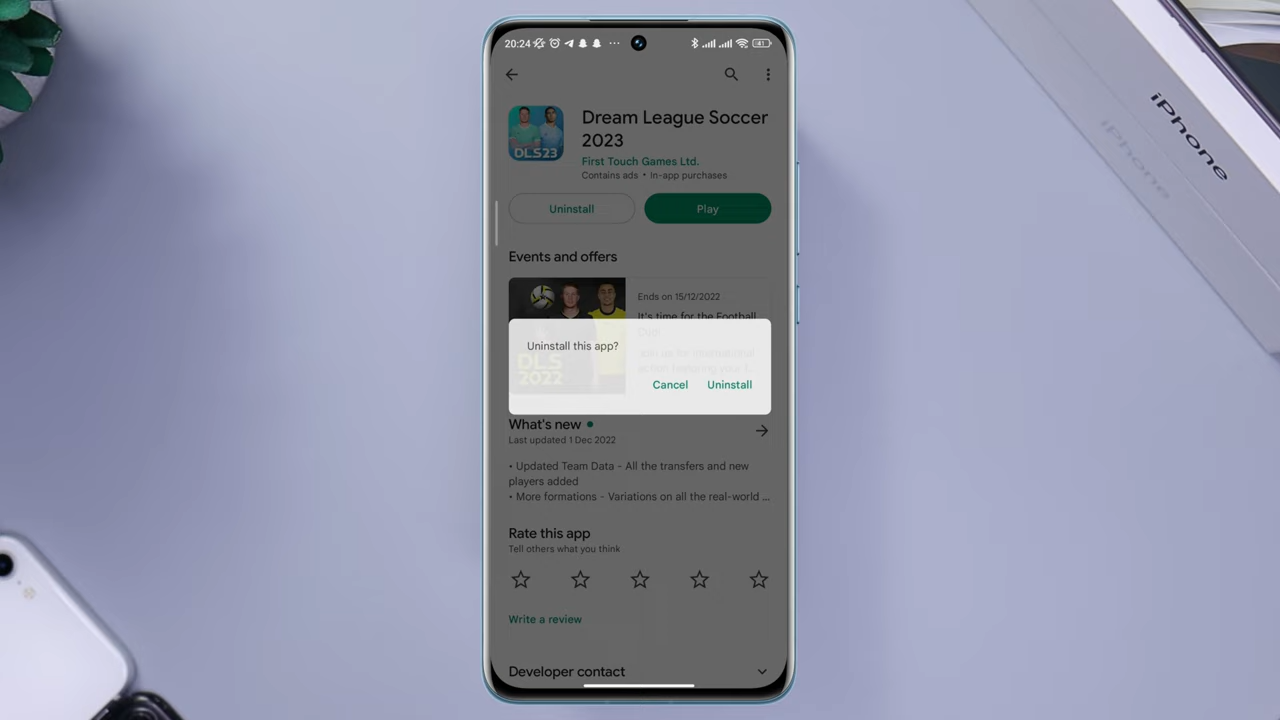 20:24
41
Dream League Soccer
2023
DLS23
First Touch Games Ltd.
Contains ads • In-app purchases
Uninstall
Play
Events and offers
Ends on 15/12/2022
It's time for the Football
Uninstall this app?
DLS
2022
Cancel
Uninstall
What's new
Last updated 1 Dec 2022
• Updated Team Data - All the transfers and new
players added
• More formations - Variations on all the real-world ...
Rate this app
Tell others what you think
Write a review
Developer contact
iPhone
iPhone